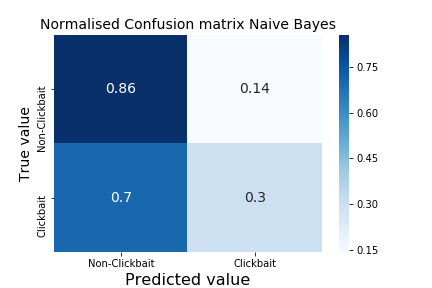 Normalised Confusion matrix Naive Bayes
True value
Non-Clickbait
Clickbait
0.86
0.14
0.7
0.3
Non-Clickbait
Clickbait
Predicted value
0.75
0.60
0.45
0.30
0.15